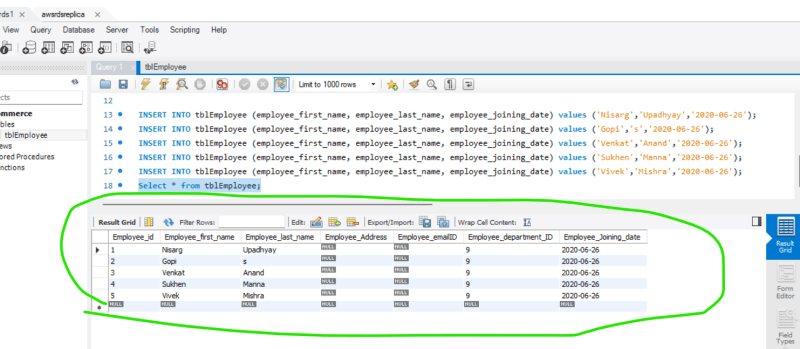 rds1 awsrdsreplica
View Query Database Server Tools Scripting Help
Query 1 tblEmployee
Limit to 1000 rows
ects
mmerce
bles
tblEmployee
ews
ored Procedures
nctions
12
13 INSERT INTO tblEmployee (employee_first_name, employee_last_name, employee_joining_date) values ('Nisarg','Upadhyay','2020-06-26');
14 INSERT INTO tblEmployee (employee_first_name, employee_last_name, employee_joining_date) values ('Gopi','s','2020-06-26');
15 INSERT INTO tblEmployee (employee_first_name, employee_last_name, employee_joining_date) values ('Venkat','Anand','2020-06-26');
16 INSERT INTO tblEmployee (employee_first_name, employee_last_name, employee_joining_date) values ('Sukhen','Manna','2020-06-26');
17 INSERT INTO tblEmployee (employee_first_name, employee_last_name, employee_joining_date) values ('Vivek','Mishra','2020-06-26');
18 Select * from tblEmployee;
Result Grid Filter Rows: Edit: Export/Import: Wrap Cell Content:
Employee_id Employee_first_name Employee_last_name Employee_Address Employee_emailID Employee_department_ID Employee_Joining_date
1 Nisarg Upadhyay NULL NULL 9 2020-06-26
2 Gopi s NULL NULL 9 2020-06-26
3 Venkat Anand NULL NULL 9 2020-06-26
4 Sukhen Manna NULL NULL 9 2020-06-26
5 Vivek Mishra NULL NULL 9 2020-06-26
NULL NULL NULL NULL NULL NULL NULL
Result
Grid
Form
Editor
Field
Types